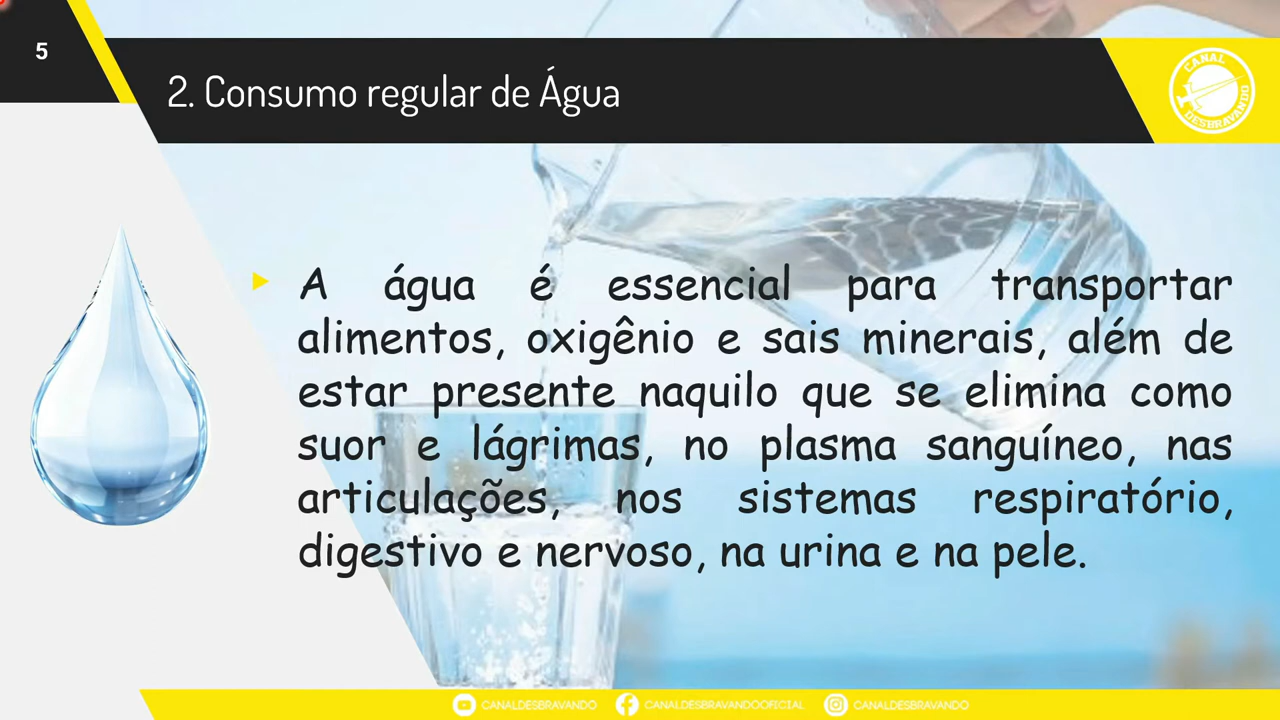 5
2. Consumo regular de Água
CANAL
DESBRAVANDO
A água é essencial para transportar
alimentos, oxigênio e sais minerais, além de
estar presente naquilo que se elimina como
suor e lágrimas, no plasma sanguíneo, nas
articulações, nos sistemas respiratório,
digestivo e nervoso, na urina e na pele.
CANALDESBRAVANDO CANALDESBRAVANDOOFICIAL CANALDESBRAVANDO